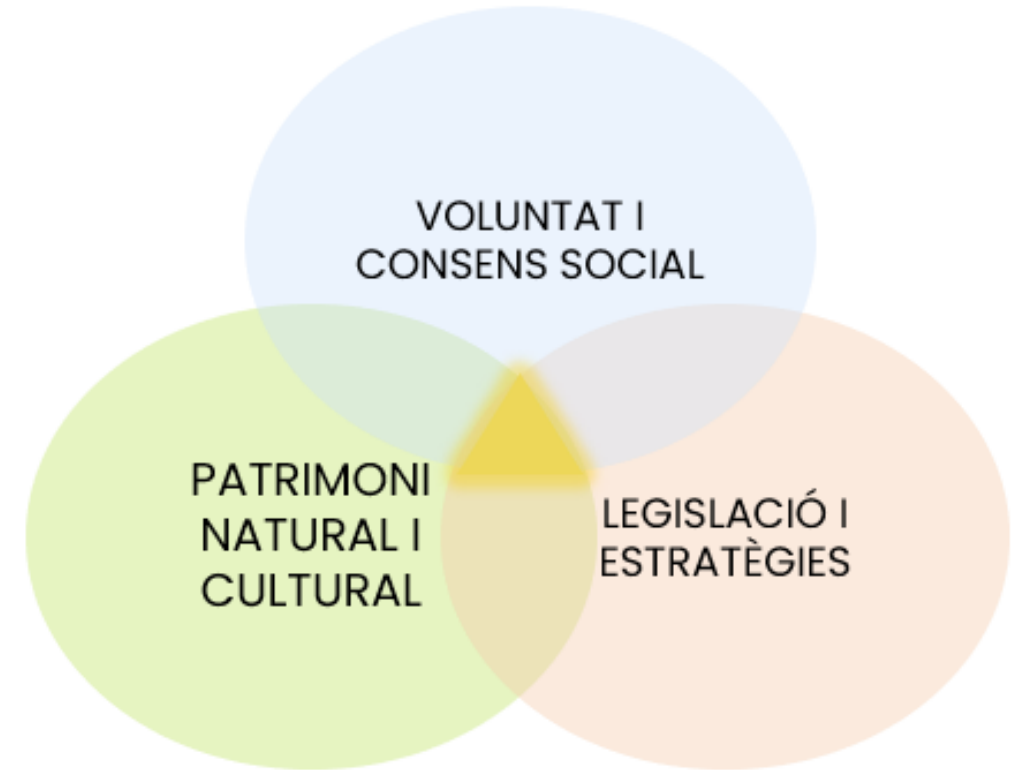 VOLUNTAT I
CONSENS SOCIAL
PATRIMONI
NATURAL I
CULTURAL
LEGISLACIÓ I
ESTRATÈGIES